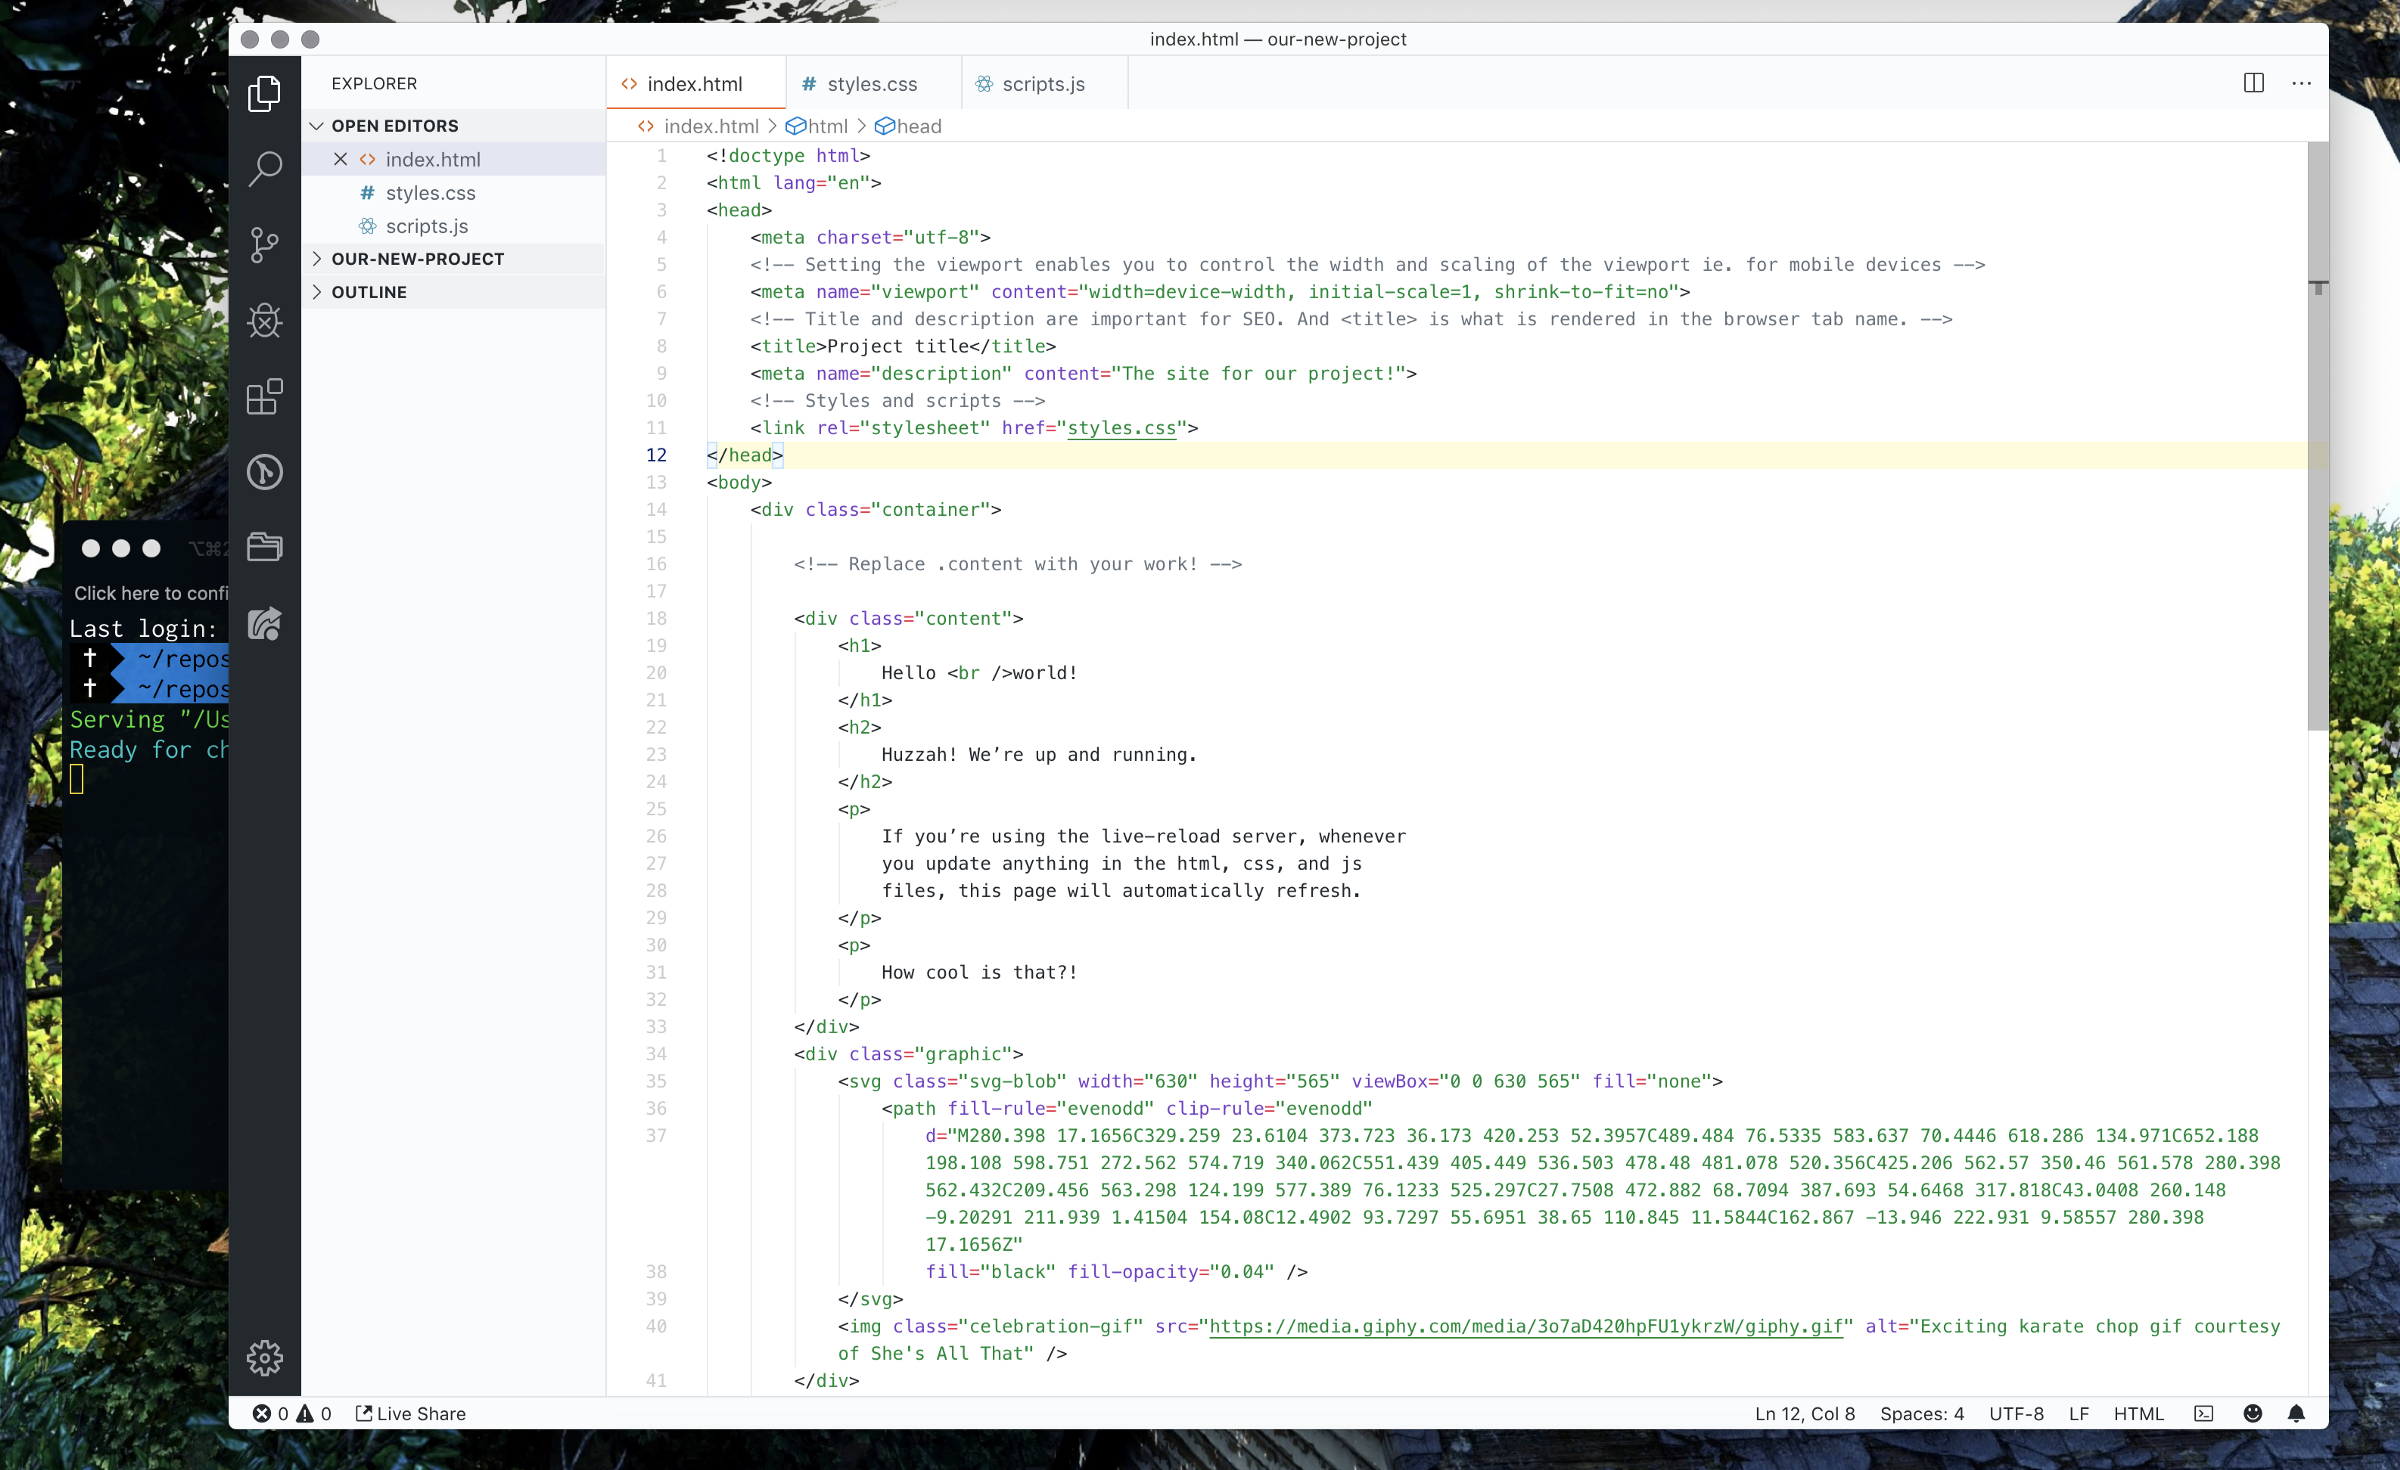 index.html — our-new-project
EXPLORER
OPEN EDITORS
index.html
styles.css
scripts.js
OUR-NEW-PROJECT
OUTLINE
index.html
styles.css
scripts.js
index.html > html > head
1 <!doctype html>
2 <html lang="en">
3 <head>
4 <meta charset="utf-8">
5 <!-- Setting the viewport enables you to control the width and scaling of the viewport ie. for mobile devices -->
6 <meta name="viewport" content="width=device-width, initial-scale=1, shrink-to-fit=no">
7 <!-- Title and description are important for SEO. And <title> is what is rendered in the browser tab name. -->
8 <title>Project title</title>
9 <meta name="description" content="The site for our project!">
10 <!-- Styles and scripts -->
11 <link rel="stylesheet" href="styles.css">
12 </head>
13 <body>
14 <div class="container">
15
16 <!-- Replace .content with your work! -->
17
18 <div class="content">
19 <h1>
20 Hello <br />world!
21 </h1>
22 <h2>
23 Huzzah! We’re up and running.
24 </h2>
25 <p>
26 If you’re using the live-reload server, whenever
27 you update anything in the html, css, and js
28 files, this page will automatically refresh.
29 </p>
30 <p>
31 How cool is that?!
32 </p>
33 </div>
34 <div class="graphic">
35 <svg class="svg-blob" width="630" height="565" viewBox="0 0 630 565" fill="none">
36 <path fill-rule="evenodd" clip-rule="evenodd"
37 d="M280.398 17.1656C329.259 23.6104 373.723 36.173 420.253 52.3957C489.484 76.5335 583.637 70.4446 618.286 134.971C652.188
198.108 598.751 272.562 574.719 340.062C551.439 405.449 536.503 478.48 481.078 520.356C425.206 562.57 350.46 561.578 280.398
562.432C209.456 563.298 124.199 577.389 76.1233 525.297C27.7508 472.882 68.7094 387.693 54.6468 317.818C43.0408 260.148
-9.20291 211.939 1.41504 154.08C12.4902 93.7297 55.6951 38.65 110.845 11.5844C162.867 -13.946 222.931 9.58557 280.398
17.1656Z"
38 fill="black" fill-opacity="0.04" />
39 </svg>
40 <img class="celebration-gif" src="https://media.giphy.com/media/3o7aD420hpFU1ykrzW/giphy.gif" alt="Exciting karate chop gif courtesy
of She's All That" />
41 </div>
0 0 Live Share
Ln 12, Col 8 Spaces: 4 UTF-8 LF HTML
⌥⌘2
Click here to confi
Last login:
† ~/repos
† ~/repos
Serving "/Us
Ready for ch